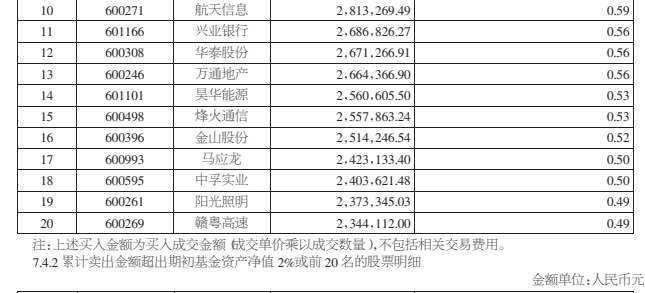 10 600271 航天信息 2,813,269.49 0.59
11 601166 兴业银行 2,686,826.27 0.56
12 600308 华泰股份 2,671,266.91 0.56
13 600246 万通地产 2,664,366.90 0.56
14 601101 昊华能源 2,560,605.50 0.53
15 600498 烽火通信 2,557,863.24 0.53
16 600396 金山股份 2,514,246.54 0.52
17 600993 马应龙 2,423,133.40 0.50
18 600595 中孚实业 2,403,621.48 0.50
19 600261 阳光照明 2,373,345.03 0.49
20 600269 赣粤高速 2,344,112.00 0.49
注:上述买入金额为买入成交金额(成交单价乘以成交数量),不包括相关交易费用。
7.4.2 累计卖出金额超出期初基金资产净值 2%或前 20 名的股票明细
金额单位:人民币元